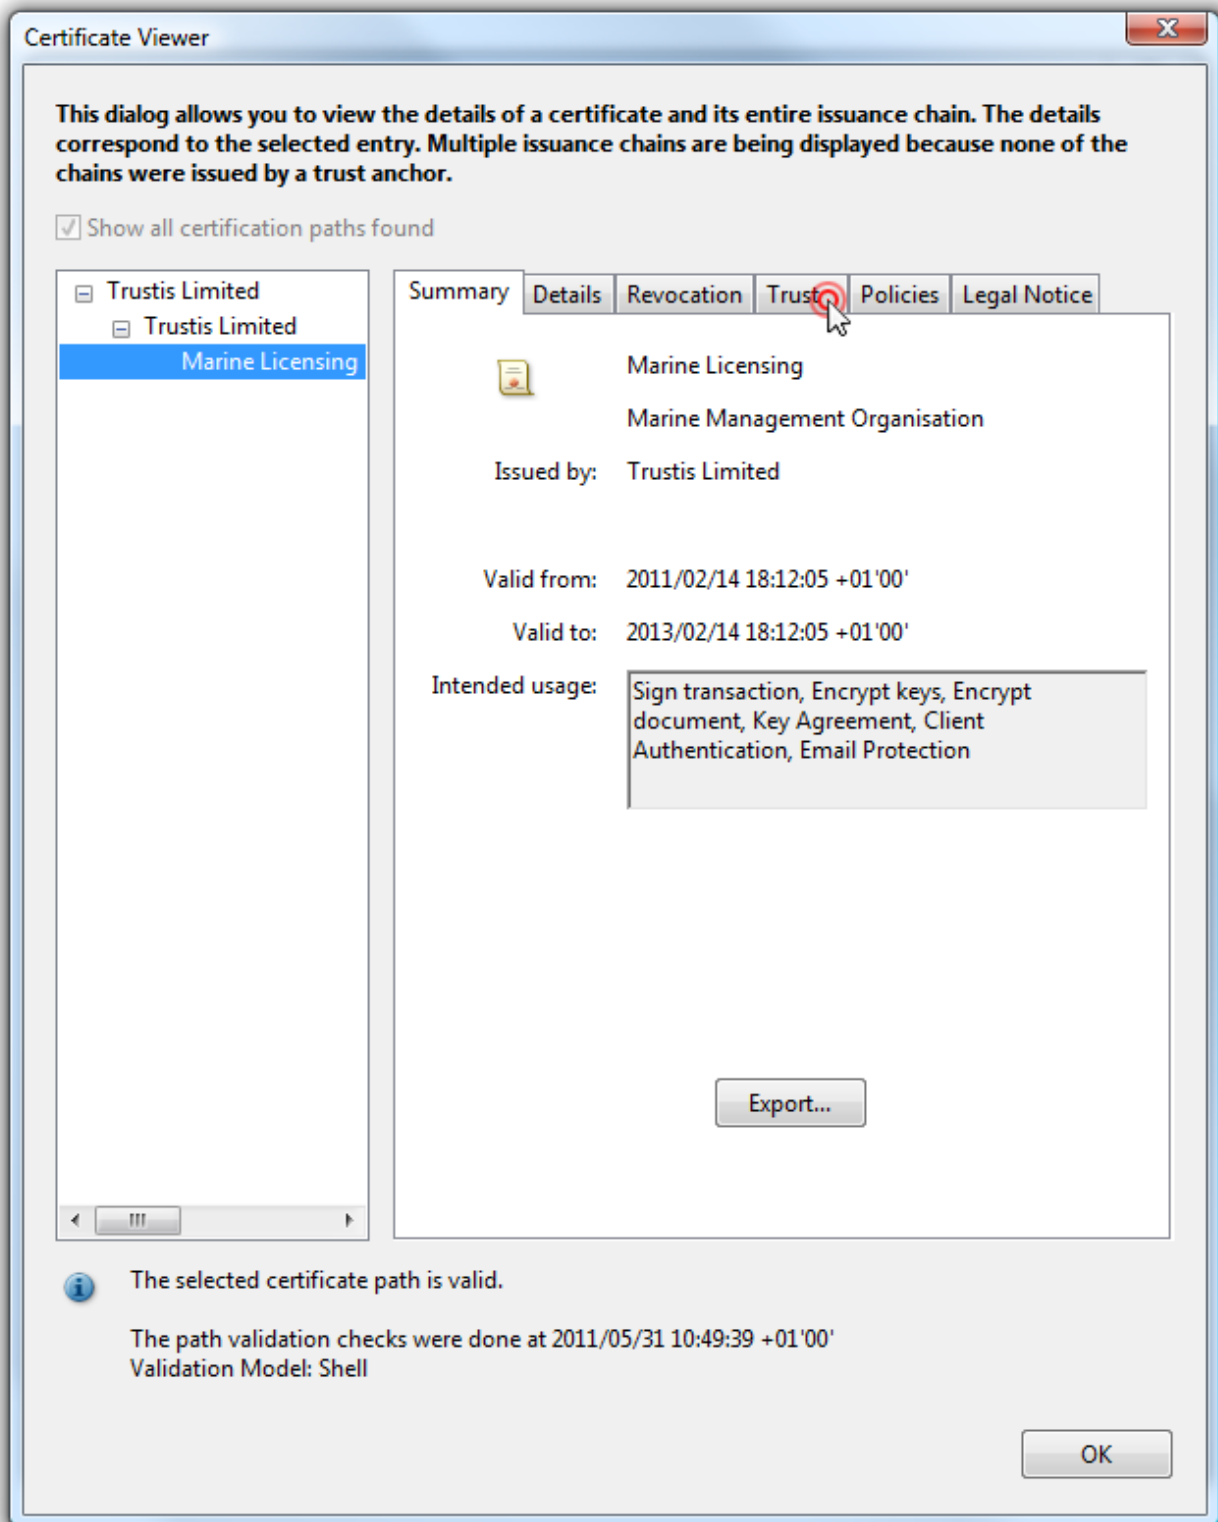 Certificate Viewer
This dialog allows you to view the details of a certificate and its entire issuance chain. The details
correspond to the selected entry. Multiple issuance chains are being displayed because none of the
chains were issued by a trust anchor.
Show all certification paths found
Trustis Limited
Trustis Limited
Marine Licensing
Summary Details Revocation Trust Policies Legal Notice
Marine Licensing
Marine Management Organisation
Issued by: Trustis Limited
Valid from: 2011/02/14 18:12:05 +01'00'
Valid to: 2013/02/14 18:12:05 +01'00'
Intended usage: Sign transaction, Encrypt keys, Encrypt
document, Key Agreement, Client
Authentication, Email Protection
Export...
The selected certificate path is valid.
The path validation checks were done at 2011/05/31 10:49:39 +01'00'
Validation Model: Shell
OK